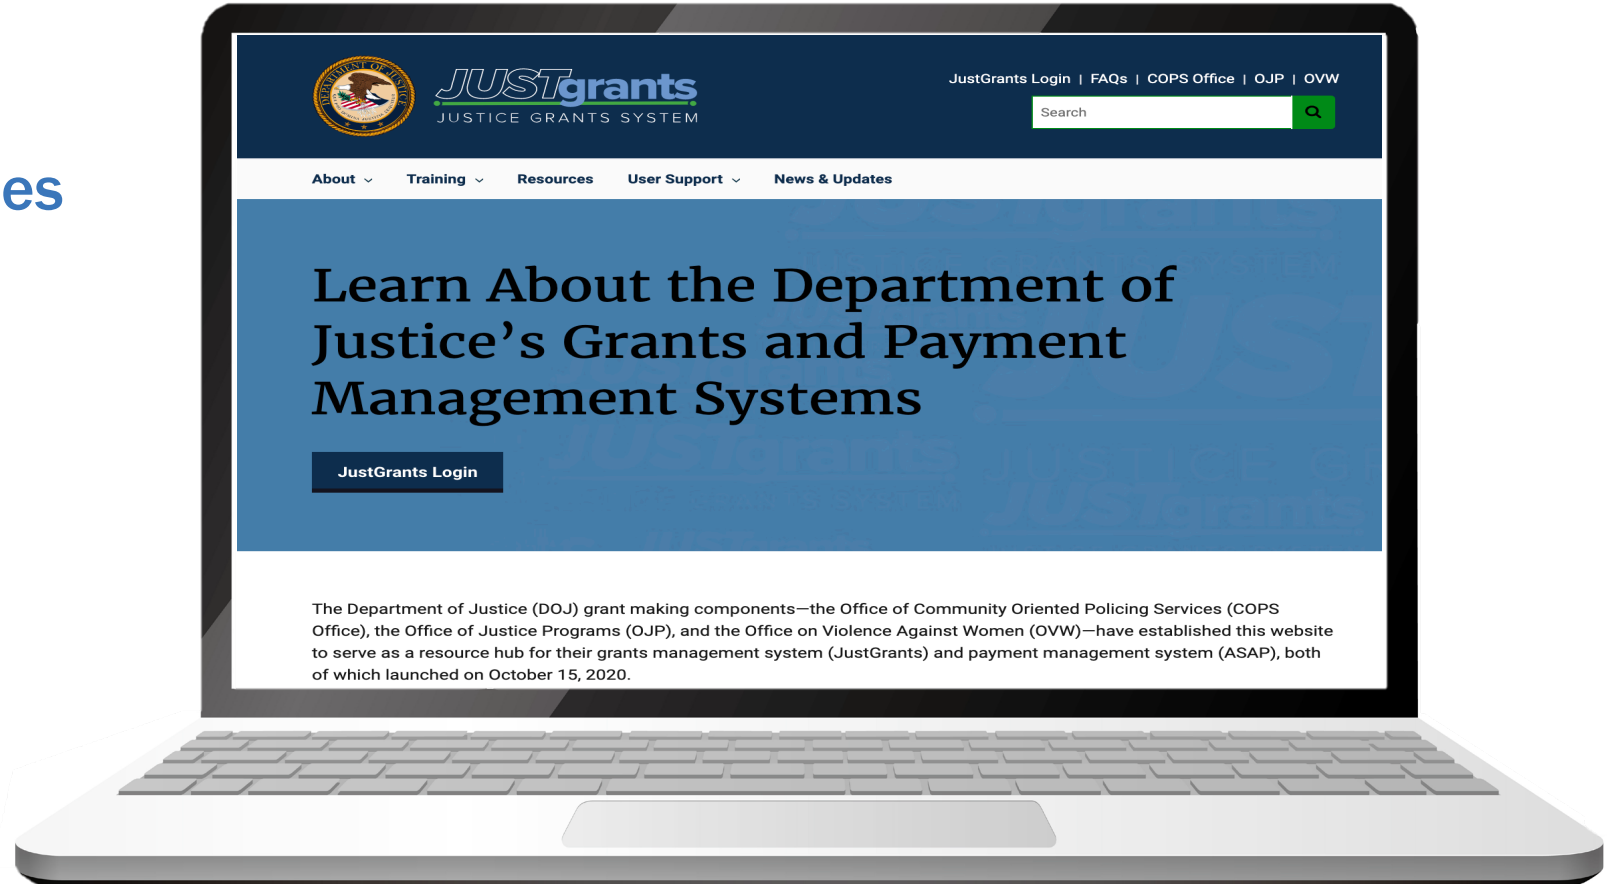 DEPARTMENT OF JUSTICE
JUSTgrants
JUSTICE GRANTS SYSTEM
JustGrants Login | FAQs | COPS Office | OJP | OVW
Search
es
About Training Resources User Support News & Updates
Learn About the Department of
Justice’s Grants and Payment
Management Systems
JustGrants Login
The Department of Justice (DOJ) grant making components—the Office of Community Oriented Policing Services (COPS
Office), the Office of Justice Programs (OJP), and the Office on Violence Against Women (OVW)—have established this website
to serve as a resource hub for their grants management system (JustGrants) and payment management system (ASAP), both
of which launched on October 15, 2020.